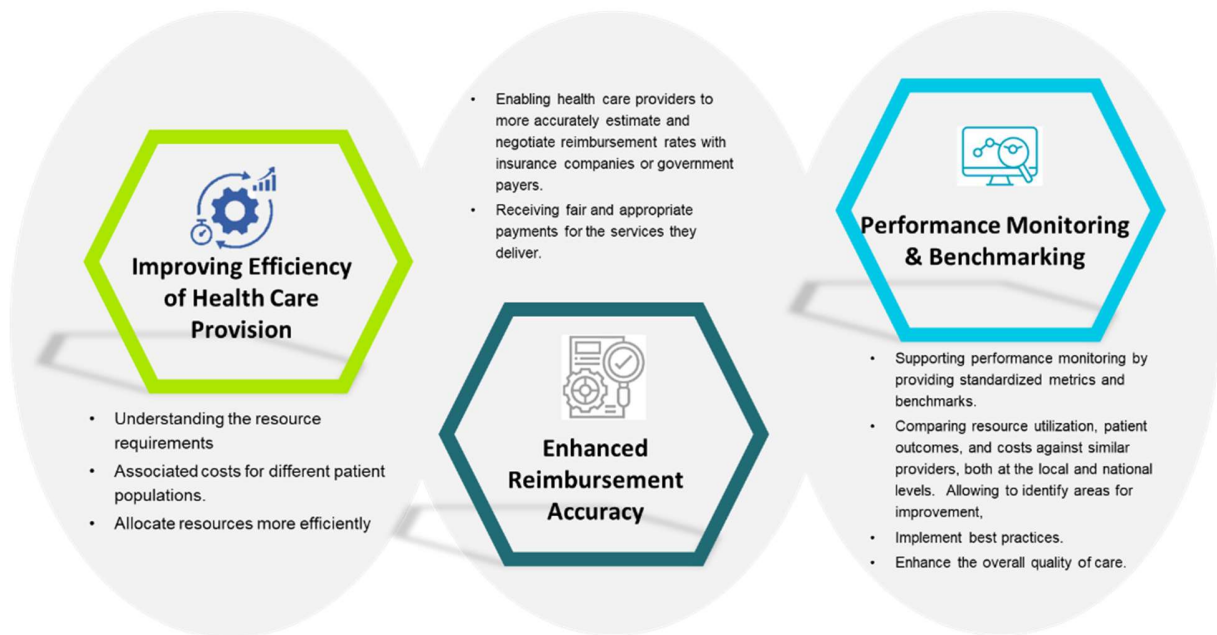 Improving Efficiency
of Health Care
Provision
• Understanding the resource
requirements
• Associated costs for different patient
populations.
• Allocate resources more efficiently
• Enabling health care providers to
more accurately estimate and
negotiate reimbursement rates with
insurance companies or government
payers.
• Receiving fair and appropriate
payments for the services they
deliver.
Enhanced
Reimbursement
Accuracy
Performance Monitoring
& Benchmarking
• Supporting performance monitoring by
providing standardized metrics and
benchmarks.
• Comparing resource utilization, patient
outcomes, and costs against similar
providers, both at the local and national
levels. Allowing to identify areas for
improvement,
• Implement best practices.
• Enhance the overall quality of care.